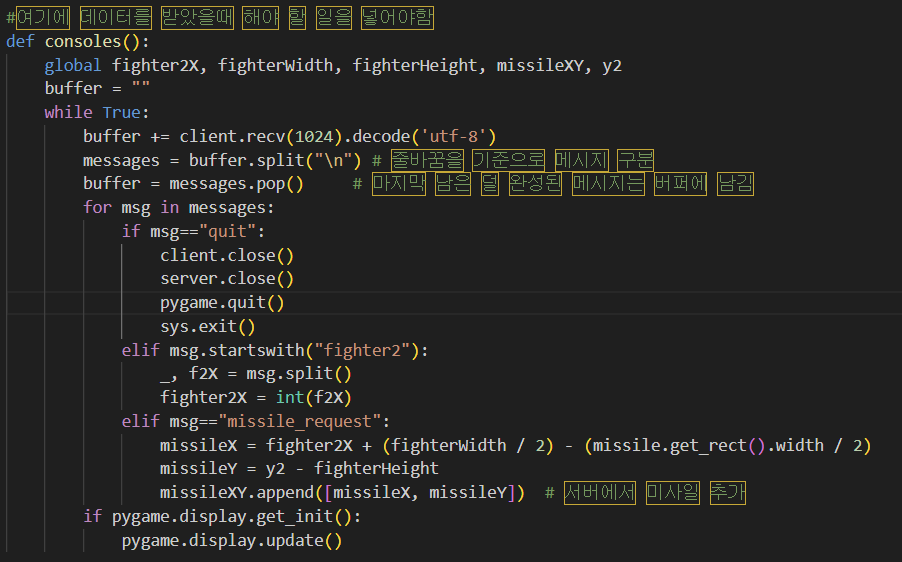 #여기에 데이터를 받았을때 해야 할 일을 넣어야함
def consoles():
    global fighter2X, fighterWidth, fighterHeight, missileXY, y2
    buffer = ""
    while True:
        buffer += client.recv(1024).decode('utf-8')
        messages = buffer.split("\n") # 줄바꿈을 기준으로 메시지 구분
        buffer = messages.pop()     # 마지막 남은 덜 완성된 메시지는 버퍼에 남김
        for msg in messages:
            if msg=="quit":
                client.close()
                server.close()
                pygame.quit()
                sys.exit()
            elif msg.startswith("fighter2"):
                _, f2X = msg.split()
                fighter2X = int(f2X)
            elif msg=="missile_request":
                missileX = fighter2X + (fighterWidth / 2) - (missile.get_rect().width / 2)
                missileY = y2 - fighterHeight
                missileXY.append([missileX, missileY])  # 서버에서 미사일 추가
        if pygame.display.get_init():
            pygame.display.update()